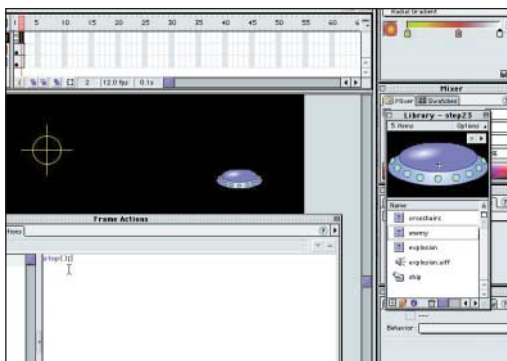 Radial Gradient
1 5 10 15 20 25 30 35 40 45 50 55 60
2 12.0 fps 0.1s
Mixer
Mixer Swatches
Library - step23
5 items Options
Name
crosshairs
enemy
explosion
explosion.aiff
ship
Frame Actions
stop();
Behavior: